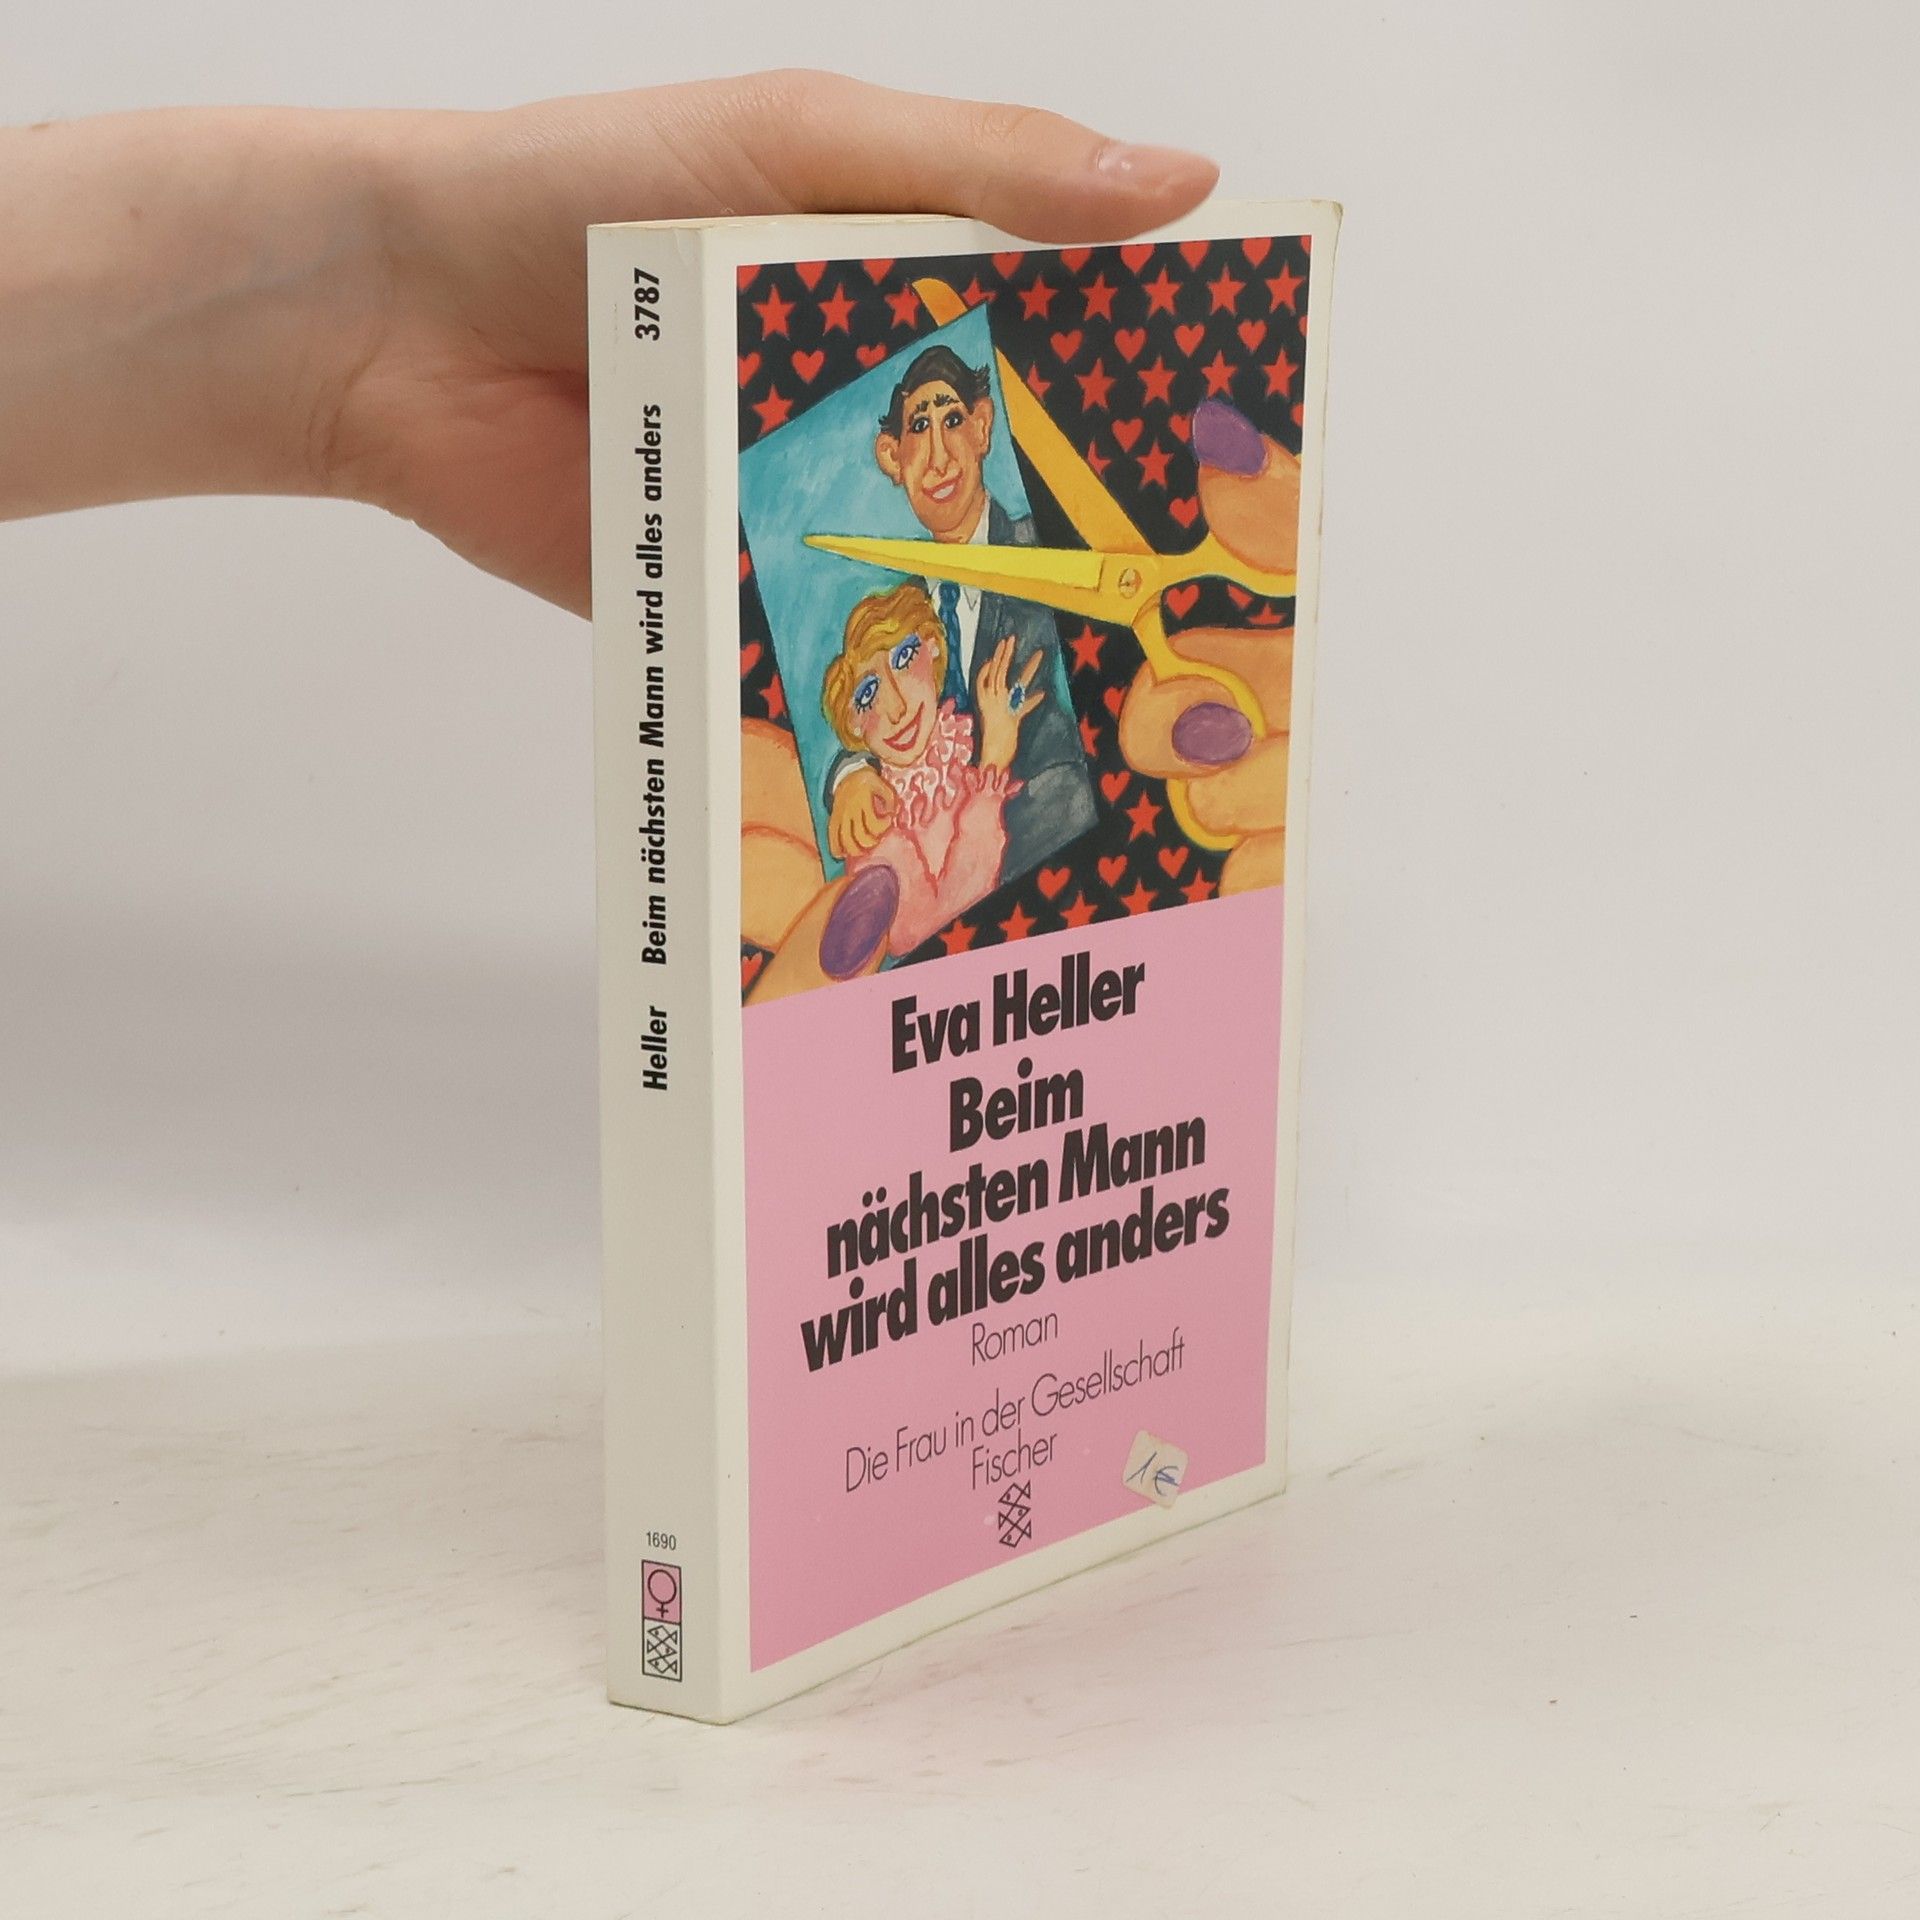 Heller Beim nächsten Mann wird alles anders 3787
1690
Eva Heller
Beim
nächsten Mann
wird alles anders
Roman
Die Frau in der Gesellschaft
Fischer
1€